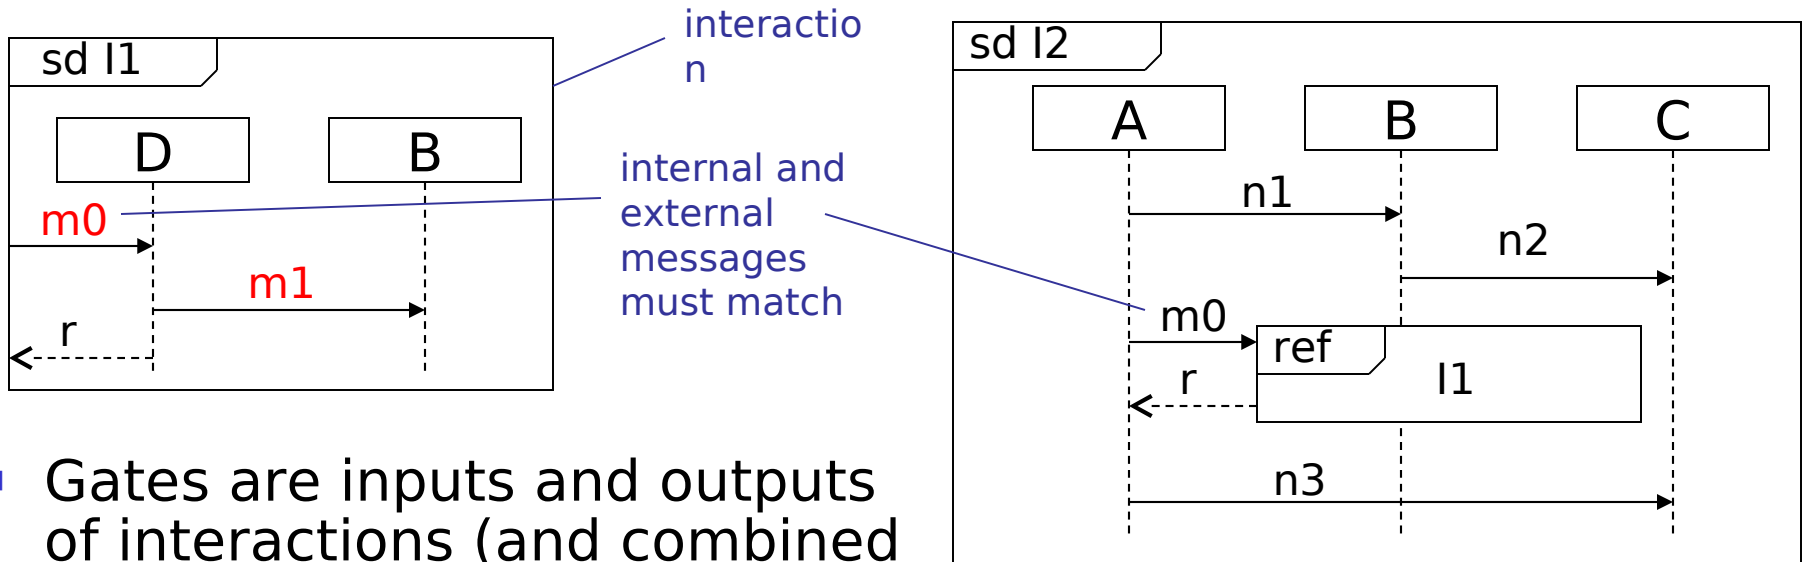 sd I1
D
B
m0
m1
r
interactio
n
internal and
external
messages
must match
sd I2
A
B
C
n1
n2
m0
ref
I1
r
n3
Gates are inputs and outputs
of interactions (and combined